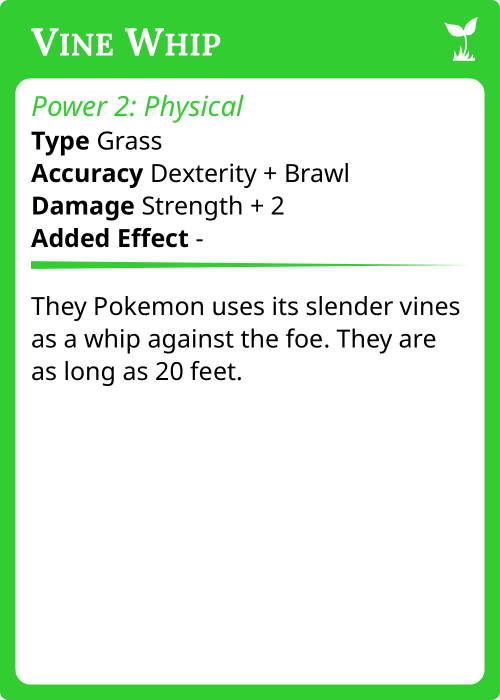 Vine Whip
Power 2: Physical
Type Grass
Accuracy Dexterity + Brawl
Damage Strength + 2
Added Effect -
They Pokemon uses its slender vines
as a whip against the foe. They are
as long as 20 feet.